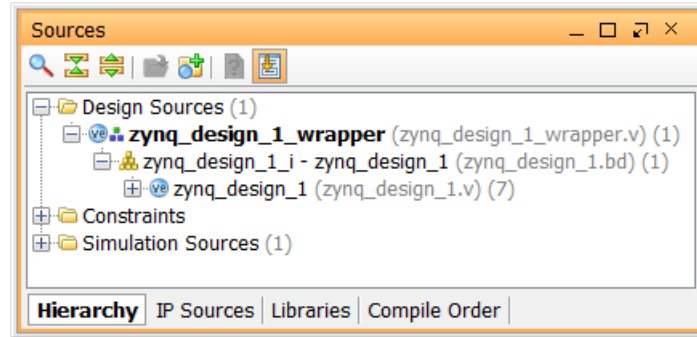 Sources
Design Sources (1)
zynq_design_1_wrapper (zynq_design_1_wrapper.v) (1)
zynq_design_1_i - zynq_design_1 (zynq_design_1.bd) (1)
zynq_design_1 (zynq_design_1.v) (7)
Constraints
Simulation Sources (1)
Hierarchy IP Sources Libraries Compile Order